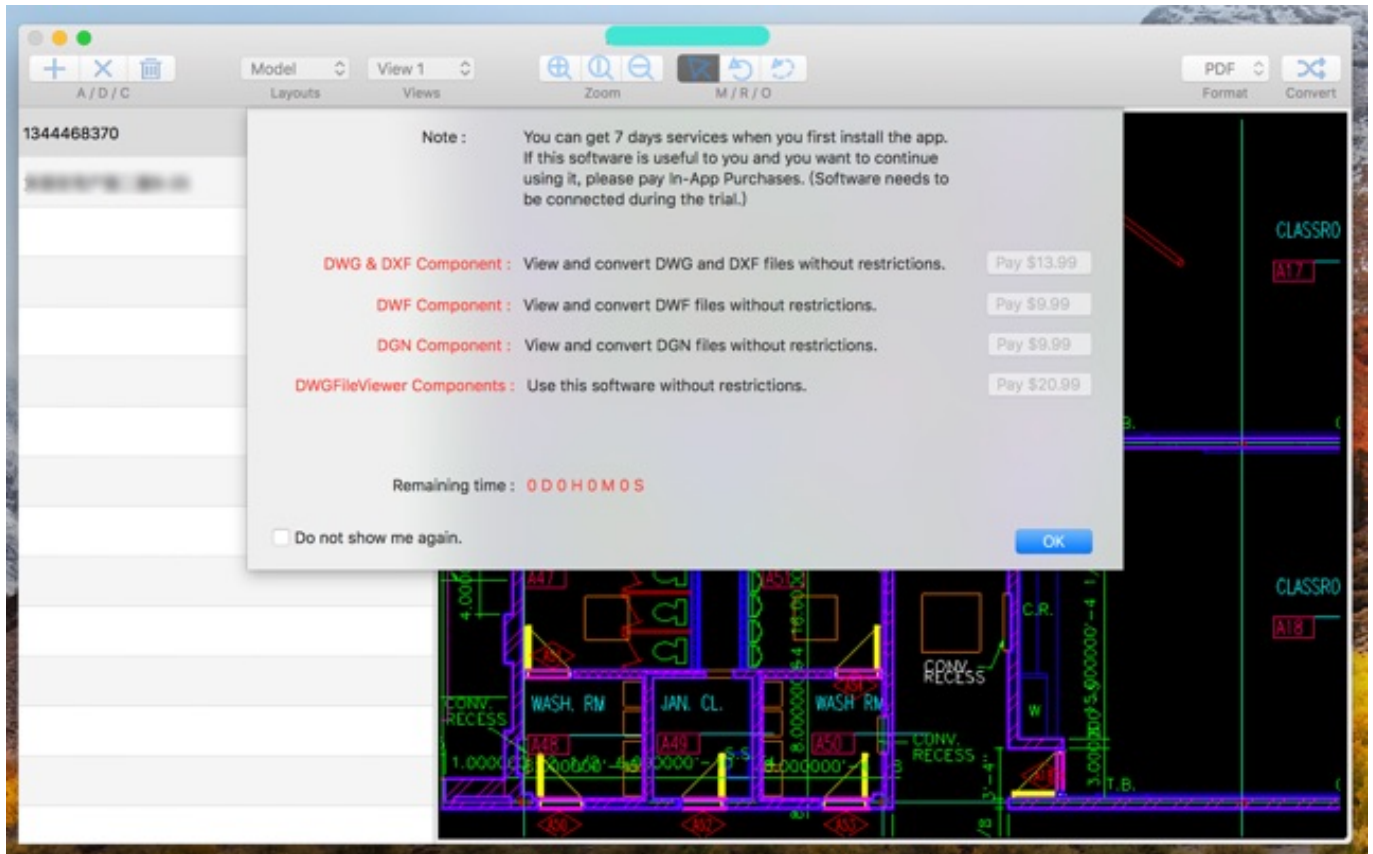 Model
View 1
PDF
A / D / C
Layouts
Views
Zoom
M / R / O
Format
Convert
1344468370
Note :
You can get 7 days services when you first install the app.
If this software is useful to you and you want to continue
using it, please pay In-App Purchases. (Software needs to
be connected during the trial.)
DWG & DXF Component : View and convert DWG and DXF files without restrictions. Pay $13.99
DWF Component : View and convert DWF files without restrictions. Pay $9.99
DGN Component : View and convert DGN files without restrictions. Pay $9.99
DWGFileViewer Components : Use this software without restrictions. Pay $20.99
Remaining time : 0 D 0 H 0 M 0 S
Do not show me again.
OK
CLASSRO
A17
B.
A47
A51
C.R.
CLASSRO
A18
CONV.
RECESS
WASH. RM
JAN. CL.
WASH RM
W
CONV.
RECESS
A48
A49
A50
S.S.
CONV.
RECESS
3'-4"
T.B.
A50
A52
A53